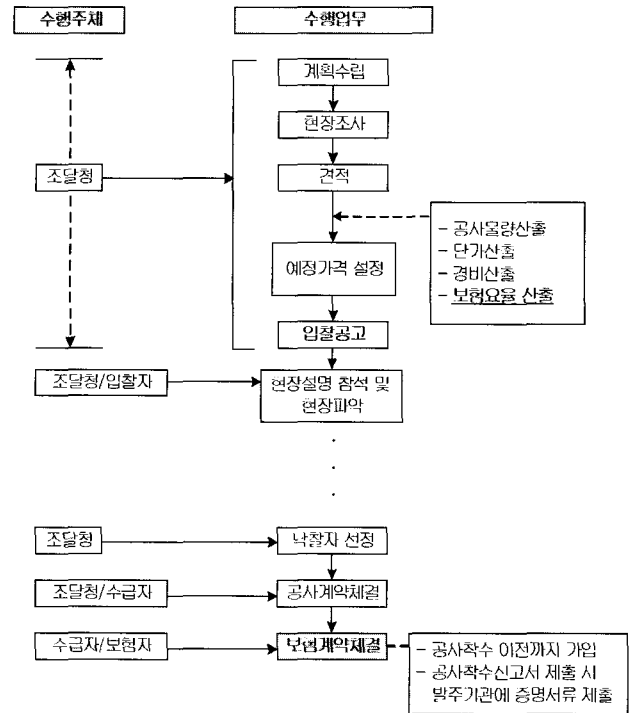 수행주체
수행업무
계획수립
현장조사
조달청
견적
- 공사물량산출
- 단가산출
- 경비산출
- 보험요율 산출
예정가격 설정
입찰공고
조달청/입찰자
현장설명 참석 및
현장파악
조달청
낙찰자 선정
조달청/수급자
공사계약체결
수급자/보험자
보험계약체결
- 공사착수 이전까지 가입
- 공사착수신고서 제출 시
발주기관에 증명서류 제출